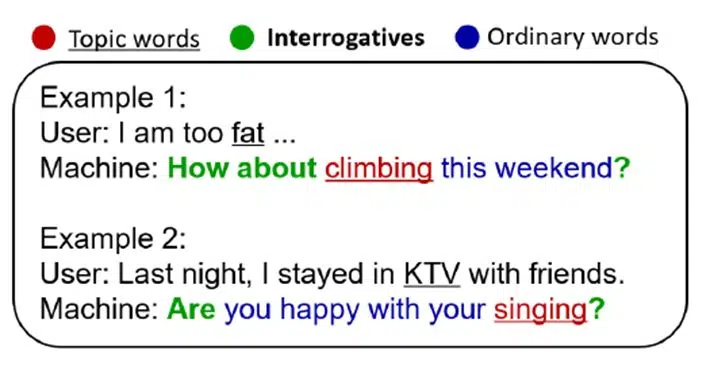 Topic words Interrogatives Ordinary words
Example 1:
User: I am too fat ...
Machine: How about climbing this weekend?
Example 2:
User: Last night, I stayed in KTV with friends.
Machine: Are you happy with your singing?